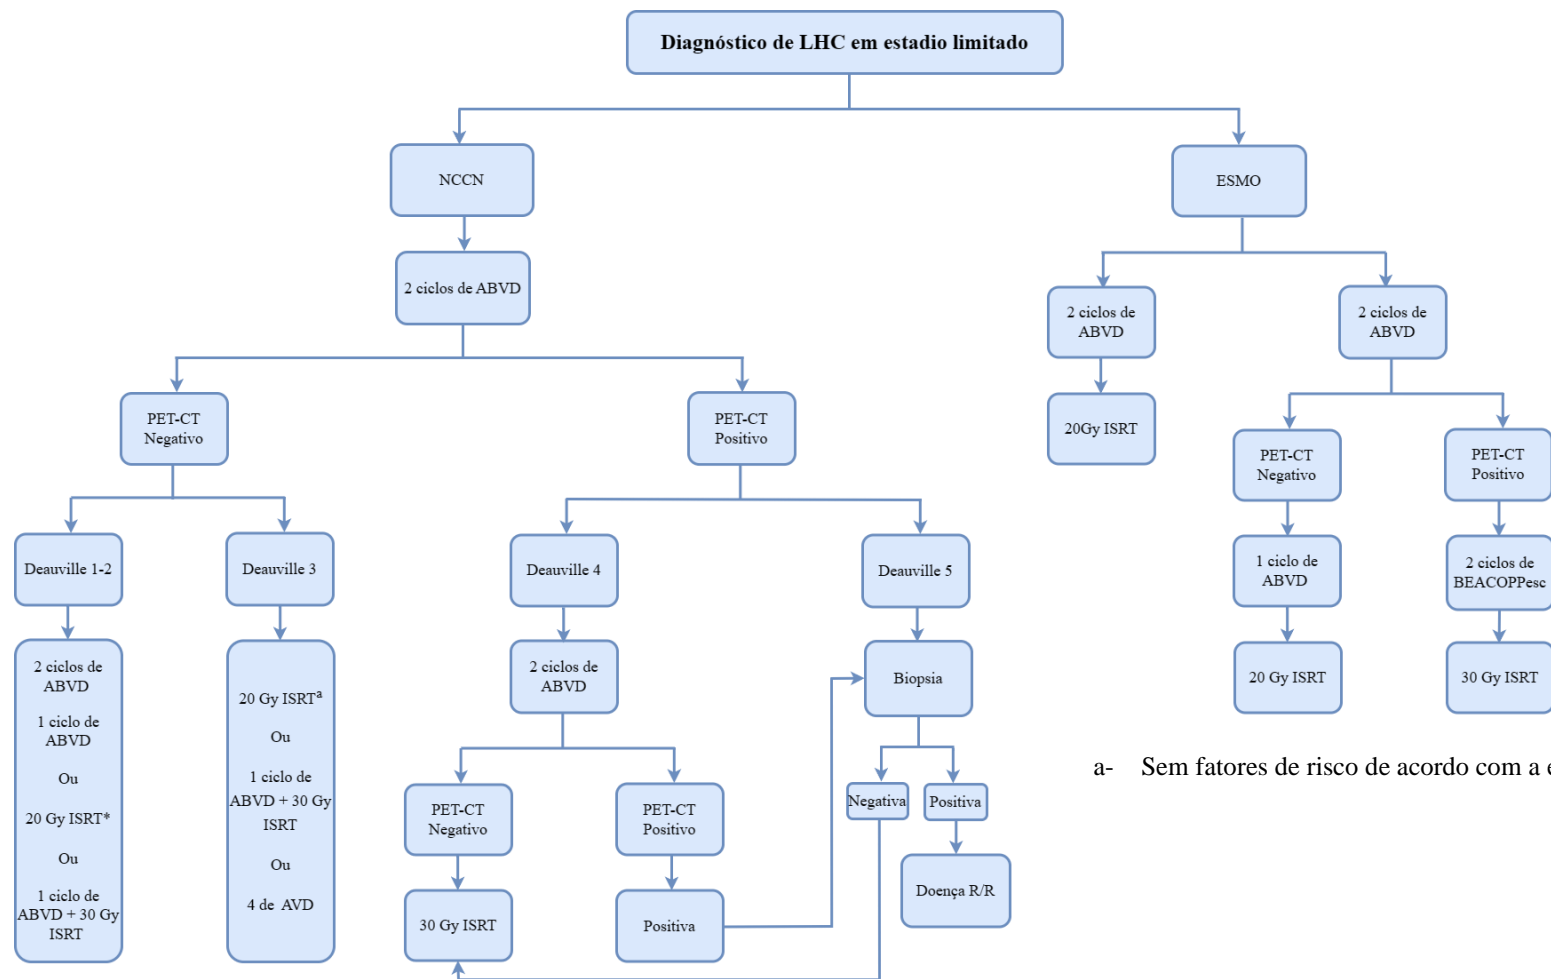 Diagnóstico de LHC em estadio limitado
NCCN
ESMO
2 ciclos de ABVD
2 ciclos de
ABVD
2 ciclos de
ABVD
PET-CT
Negativo
PET-CT
Positivo
20Gy ISRT
PET-CT
Negativo
PET-CT
Positivo
Deauville 1-2
Deauville 3
Deauville 4
Deauville 5
1 ciclo de
ABVD
2 ciclos de
BEACOPPesc
2 ciclos de
ABVD
1 ciclo de
ABVD
Ou
20 Gy ISRT*
Ou
1 ciclo de
ABVD + 30 Gy
ISRT
20 Gy ISRTa
Ou
1 ciclo de
ABVD + 30 Gy
ISRT
Ou
4 de AVD
2 ciclos de
ABVD
Biopsia
20 Gy ISRT
30 Gy ISRT
PET-CT
Negativo
PET-CT
Positivo
Negativa
Positiva
30 Gy ISRT
Positiva
Doença R/R
a- Sem fatores de risco de acordo com a